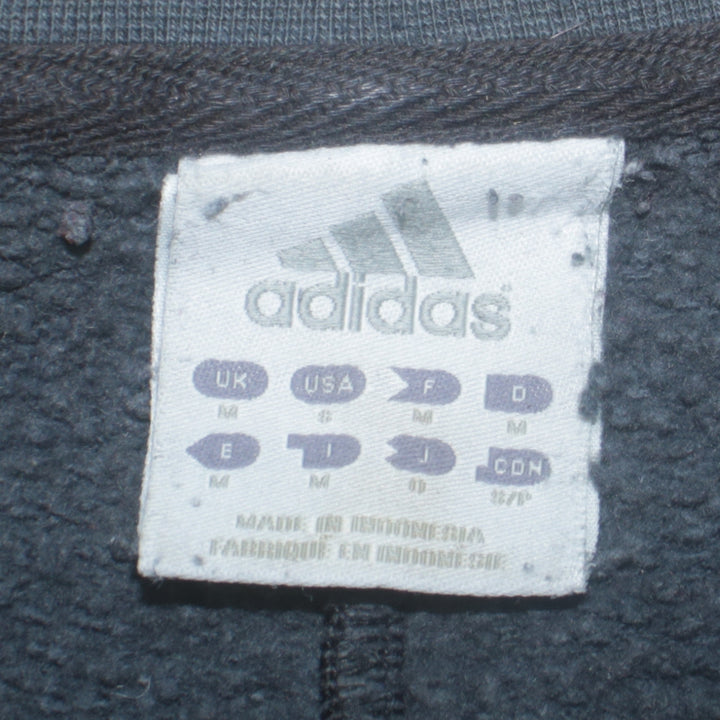 adidas
UK USA F D
M S M M
E I J CDN
M M S/P
MADE IN INDONESIA
FABRIQUÉ EN INDONÉSIE